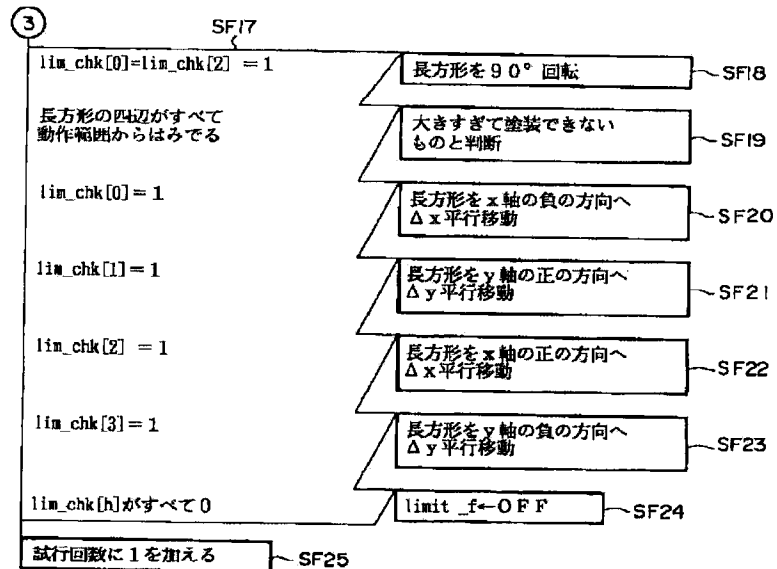 3
SF17
lim_chk[0]=lim_chk[2] = 1
長方形を90°回転
SF18
長方形の四辺がすべて
動作範囲からはみでる
大きすぎて塗装できない
ものと判断
SF19
lim_chk[0] = 1
長方形をx軸の負の方向へ
Δx平行移動
SF20
lim_chk[1] = 1
長方形をy軸の正の方向へ
Δy平行移動
SF21
lim_chk[2] = 1
長方形をx軸の正の方向へ
Δx平行移動
SF22
lim_chk[3] = 1
長方形をy軸の負の方向へ
Δy平行移動
SF23
lim_chk[h]がすべて0
limit_f←OFF
SF24
試行回数に1を加える
SF25